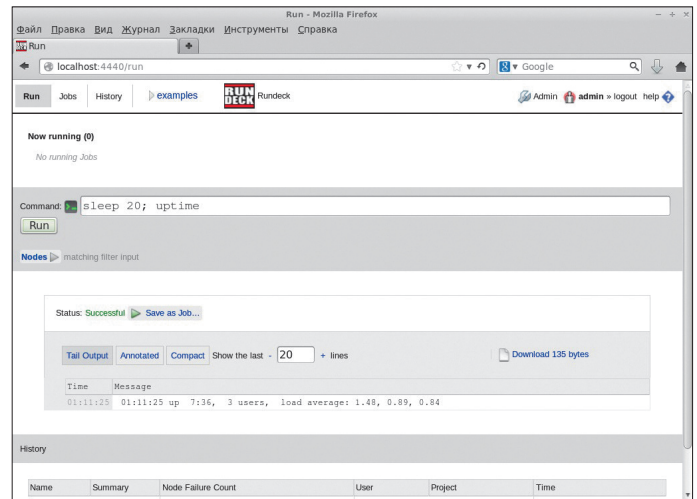 Run - Mozilla Firefox
Файл Правка Вид Журнал Закладки Инструменты Справка
Run
localhost:4440/run
Google
Run Jobs History examples RUN DECK Rundeck Admin admin » logout help
Now running (0)
No running Jobs
Command: sleep 20; uptime
Run
Nodes matching filter input
Status: Successful Save as Job...
Tail Output Annotated Compact Show the last - 20 + lines Download 135 bytes
Time Message
01:11:25 01:11:25 up 7:36, 3 users, load average: 1.48, 0.89, 0.84
History
Name Summary Node Failure Count User Project Time